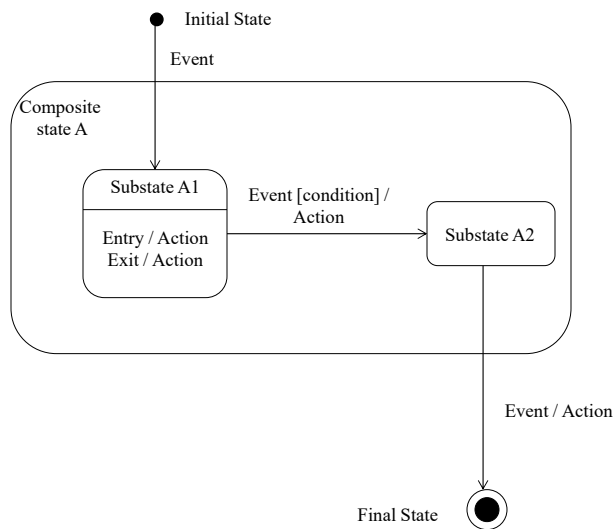 Initial State
Event
Composite
state A
Substate A1
Entry / Action
Exit / Action
Event [condition] /
Action
Substate A2
Event / Action
Final State